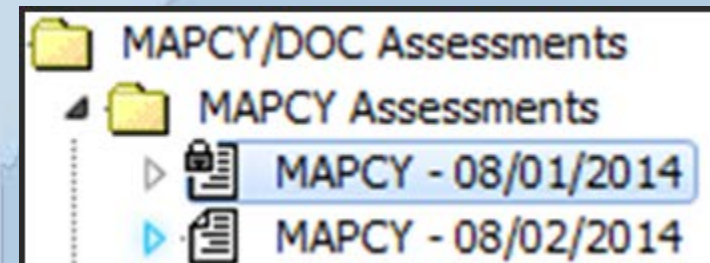 MAPCY/DOC Assessments
MAPCY Assessments
MAPCY - 08/01/2014
MAPCY - 08/02/2014